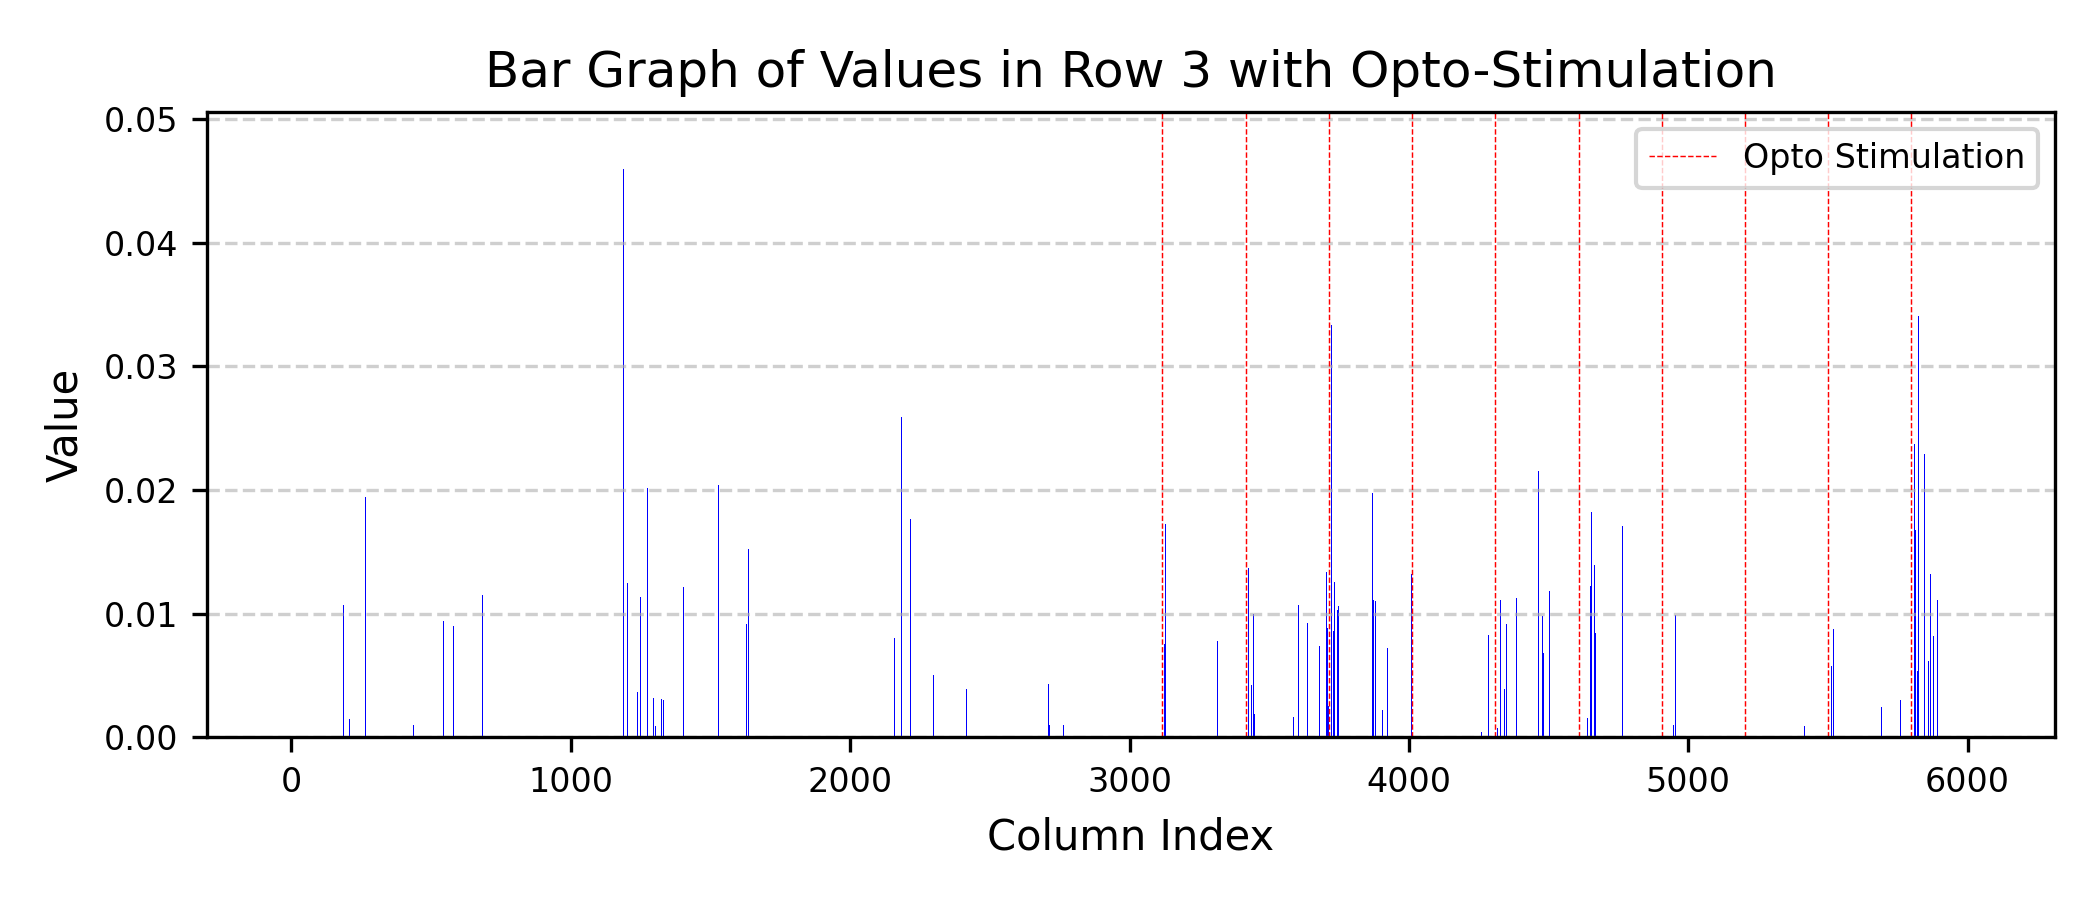 Bar Graph of Values in Row 3 with Opto-Stimulation
0.05
Opto Stimulation
0.04
0.03
Value
0.02
0.01
0.00
0 1000 2000 3000 4000 5000 6000
Column Index